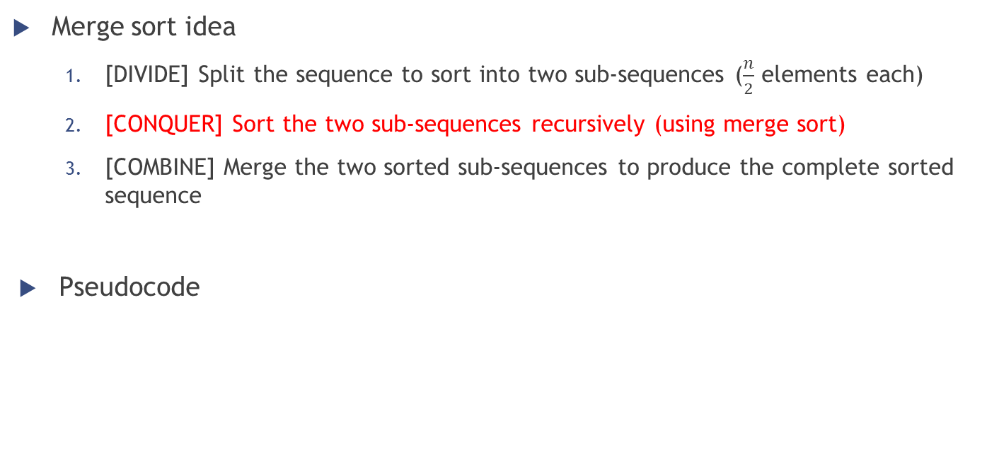 Merge sort idea
1. [DIVIDE] Split the sequence to sort into two sub-sequences (n/2 elements each)
2. [CONQUER] Sort the two sub-sequences recursively (using merge sort)
3. [COMBINE] Merge the two sorted sub-sequences to produce the complete sorted
sequence
Pseudocode